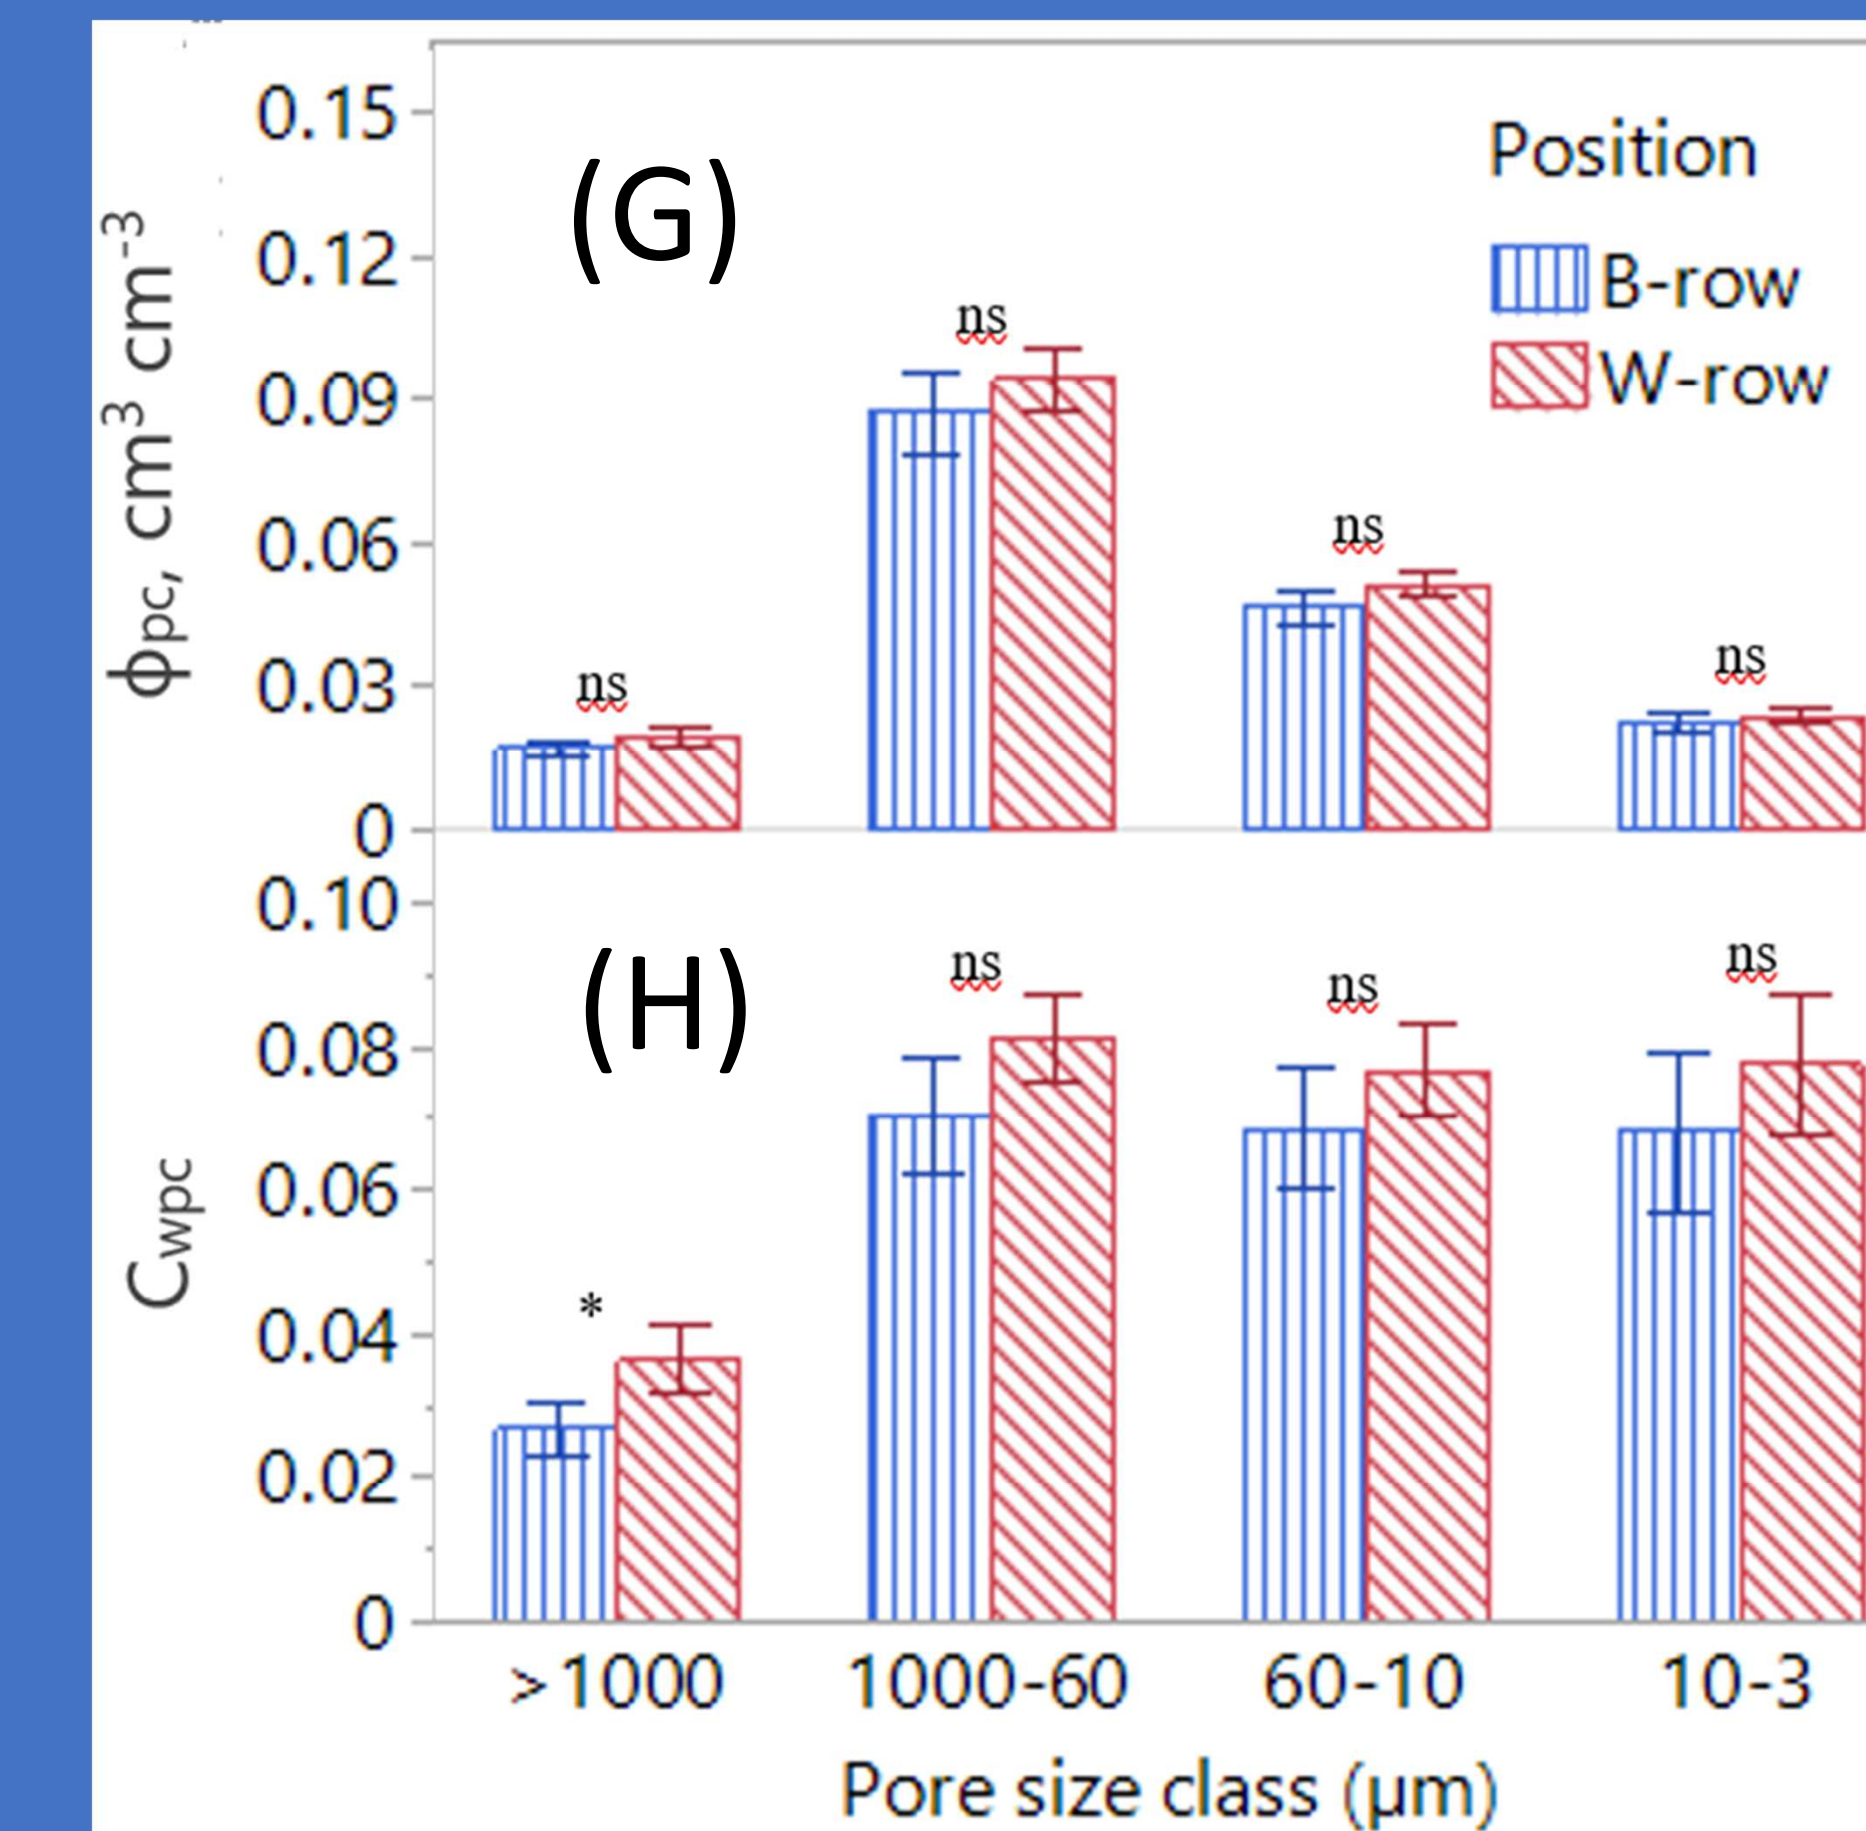 0.15
0.12
0.09
0.06
0.03
0
ϕpc, cm³ cm⁻³
(G)
Position
B-row
W-row
ns
ns
ns
ns
0.10
0.08
0.06
0.04
0.02
0
Cwpc
(H)
*
ns
ns
ns
>1000
1000-60
60-10
10-3
Pore size class (μm)